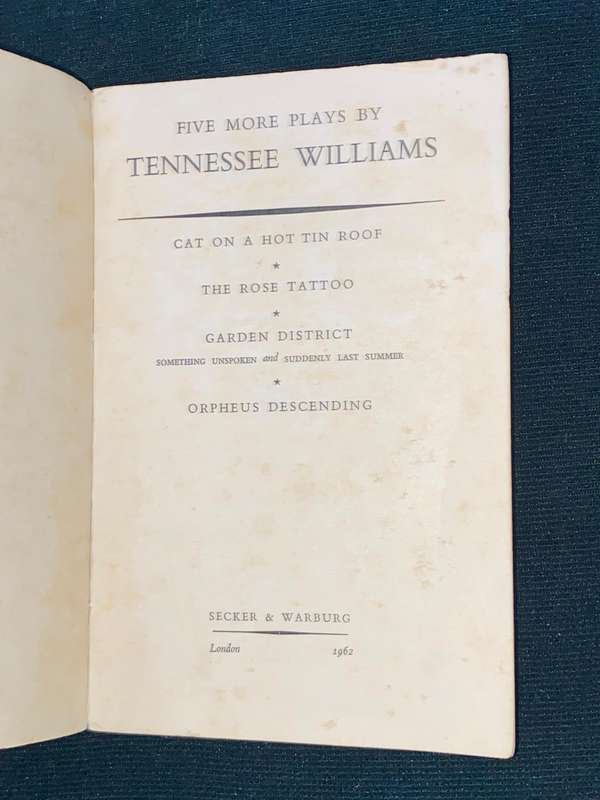 FIVE MORE PLAYS BY
TENNESSEE WILLIAMS
CAT ON A HOT TIN ROOF
★
THE ROSE TATTOO
★
GARDEN DISTRICT
SOMETHING UNSPOKEN and SUDDENLY LAST SUMMER
★
ORPHEUS DESCENDING
SECKER & WARBURG
London 1962